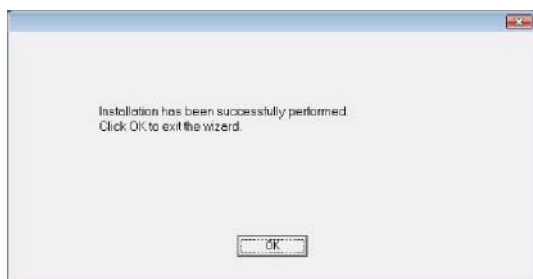 Installation has been successfully performed.
Click OK to exit the wizard.
OK